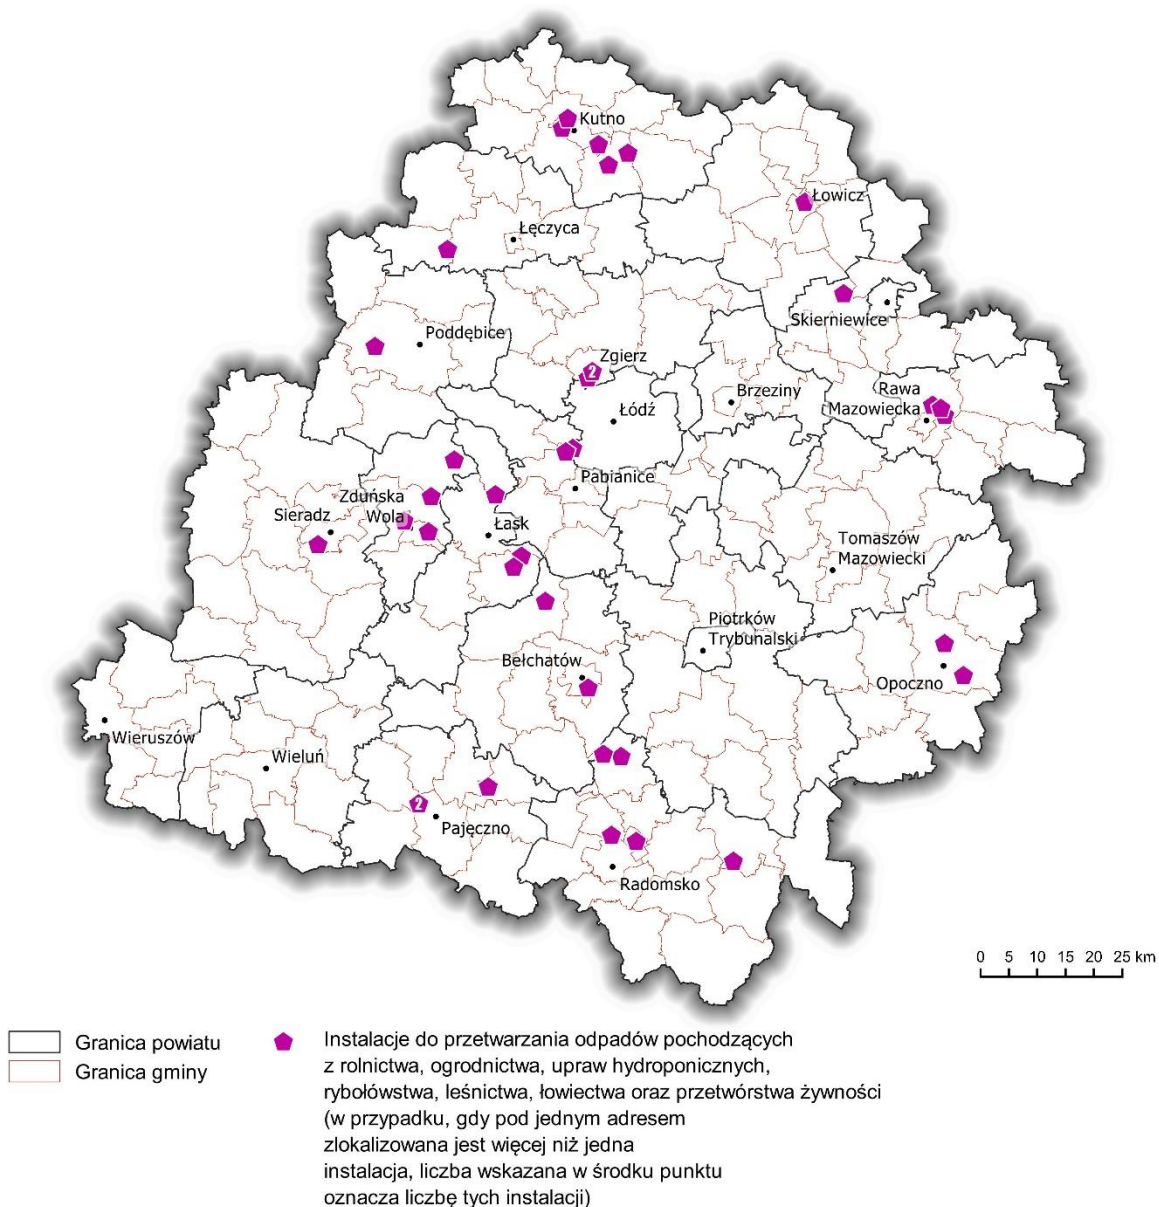 Kutno
Łowicz
Łęczyca
Skierniewice
Poddębice
Zgierz
2
Brzeziny
Rawa
Mazowiecka
Łódź
Pabianice
Zduńska
Wola
Sieradz
Łask
Tomaszów
Mazowiecki
Piotrków
Trybunalski
Bełchatów
Opoczno
Wieruszów
Wieluń
2
Pajęczno
Radomsko
0 5 10 15 20 25 km
Granica powiatu
Granica gminy
Instalacje do przetwarzania odpadów pochodzących
z rolnictwa, ogrodnictwa, upraw hydroponicznych,
rybołówstwa, leśnictwa, łowiectwa oraz przetwórstwa żywności
(w przypadku, gdy pod jednym adresem
zlokalizowana jest więcej niż jedna
instalacja, liczba wskazana w środku punktu
oznacza liczbę tych instalacji)